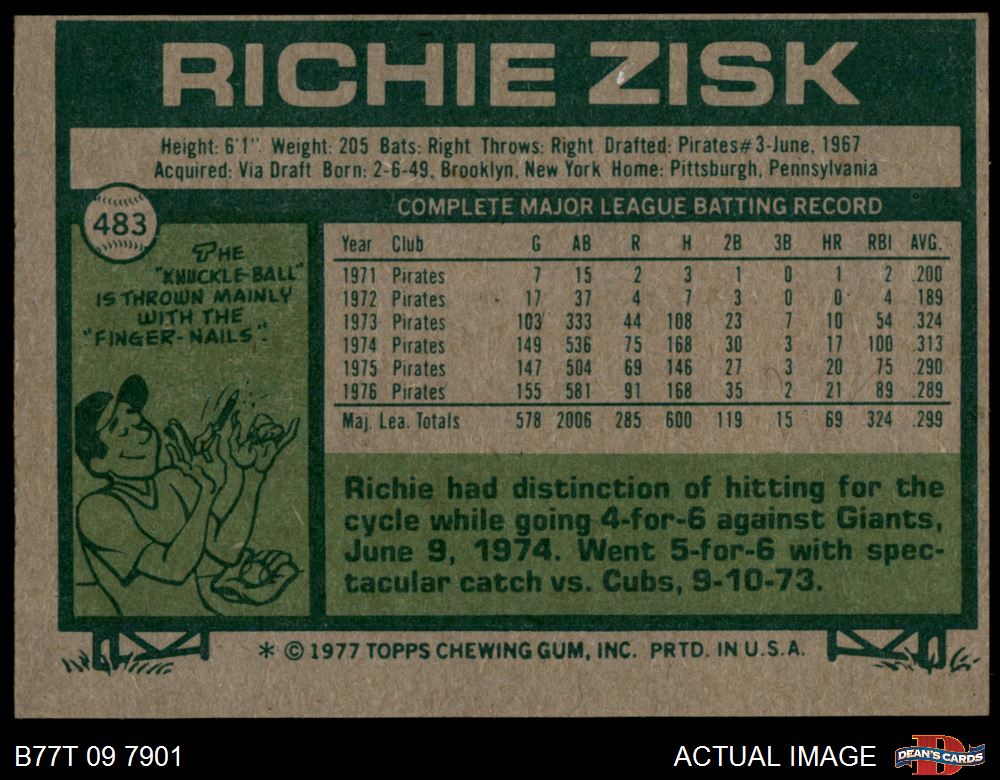 RICHIE ZISK
Height: 6'1". Weight: 205 Bats: Right Throws: Right Drafted: Pirates#3-June, 1967
Acquired: Via Draft Born: 2-6-49, Brooklyn, New York Home: Pittsburgh, Pennsylvania
483
THE
"KNUCKLE-BALL"
IS THROWN MAINLY
WITH THE
"FINGER-NAILS".
COMPLETE MAJOR LEAGUE BATTING RECORD
Year Club G AB R H 2B 3B HR RBI AVG.
1971 Pirates 7 15 2 3 1 0 1 2 .200
1972 Pirates 17 37 4 7 3 0 0 4 .189
1973 Pirates 103 333 44 108 23 7 10 54 .324
1974 Pirates 149 536 75 168 30 3 17 100 .313
1975 Pirates 147 504 69 146 27 3 20 75 .290
1976 Pirates 155 581 91 168 35 2 21 89 .289
Maj. Lea. Totals 578 2006 285 600 119 15 69 324 .299
Richie had distinction of hitting for the
cycle while going 4-for-6 against Giants,
June 9, 1974. Went 5-for-6 with spec-
tacular catch vs. Cubs, 9-10-73.
* © 1977 TOPPS CHEWING GUM, INC. PRTD. IN U.S.A.
B77T 09 7901
ACTUAL IMAGE
D
DEAN'S CARDS